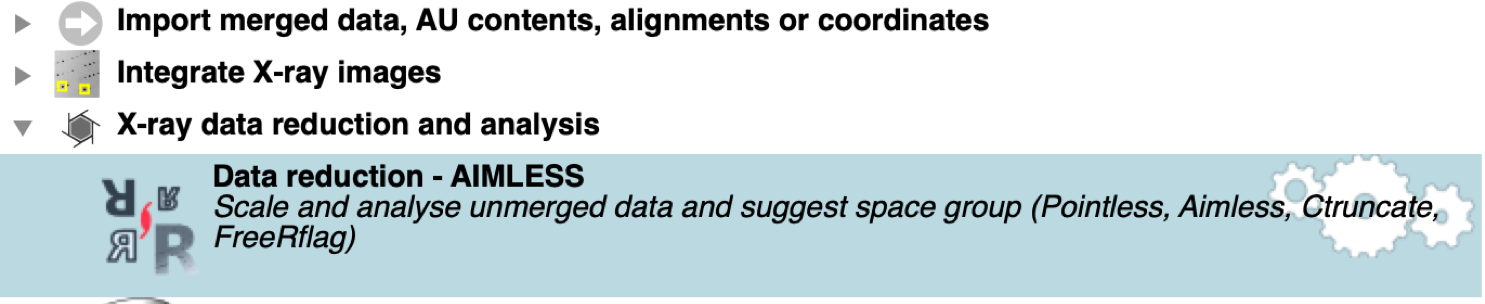 Import merged data, AU contents, alignments or coordinates
Integrate X-ray images
X-ray data reduction and analysis
Data reduction - AIMLESS
Scale and analyse unmerged data and suggest space group (Pointless, Aimless, Ctruncate,
FreeRflag)